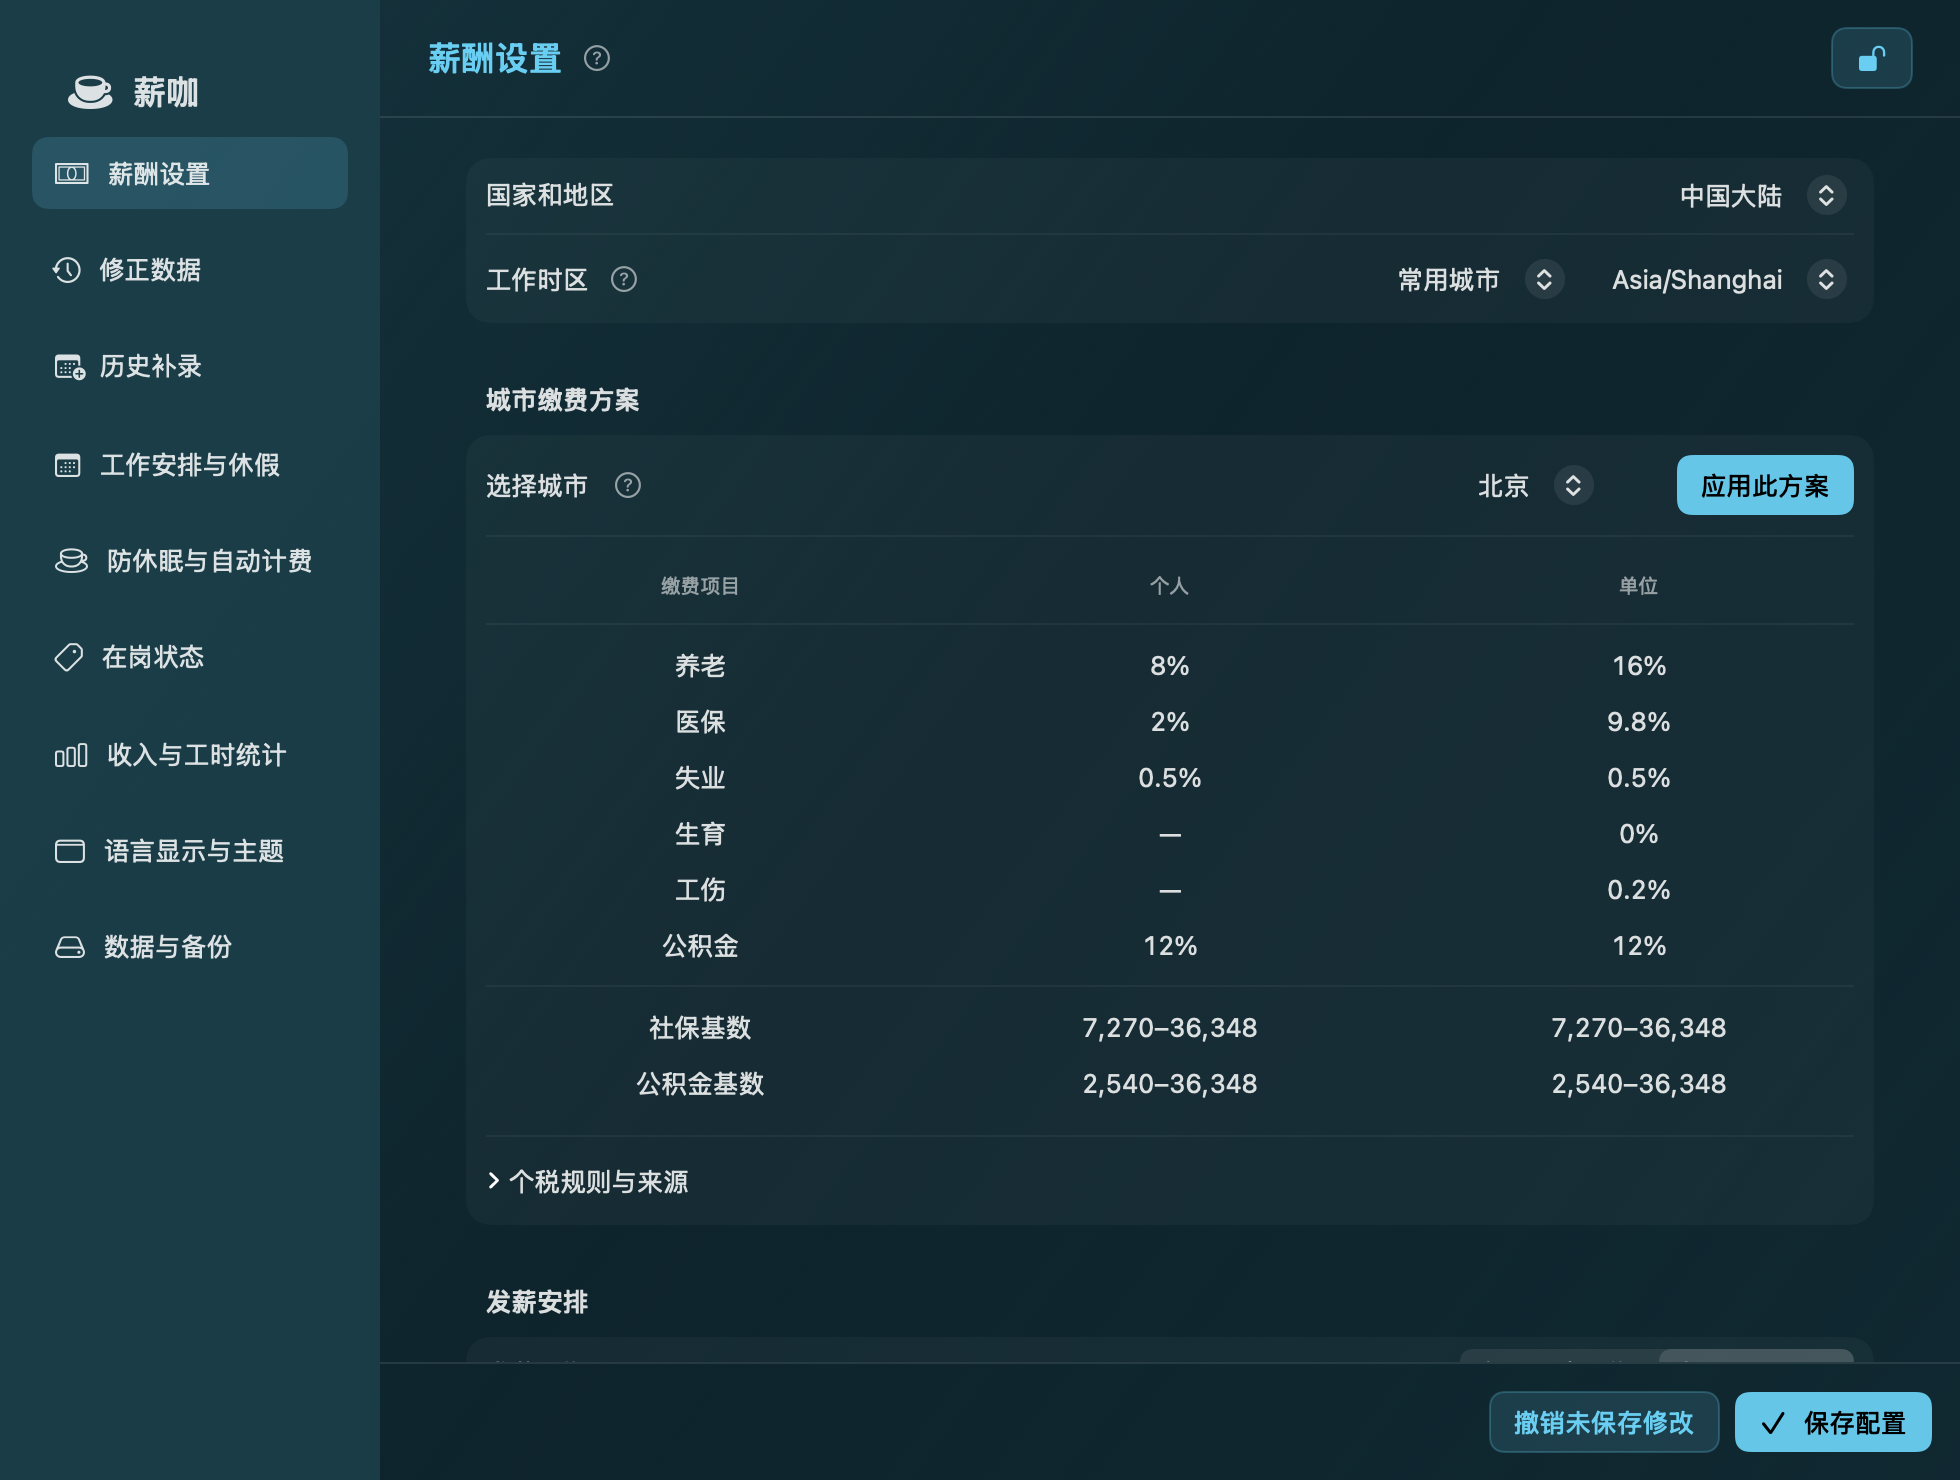 薪咖
薪酬设置
修正数据
历史补录
工作安排与休假
防休眠与自动计费
在岗状态
收入与工时统计
语言显示与主题
数据与备份
薪酬设置 ?
国家和地区 中国大陆
工作时区 ? 常用城市 Asia/Shanghai
城市缴费方案
选择城市 ? 北京 应用此方案
缴费项目 个人 单位
养老 8% 16%
医保 2% 9.8%
失业 0.5% 0.5%
生育 — 0%
工伤 — 0.2%
公积金 12% 12%
社保基数 7,270–36,348 7,270–36,348
公积金基数 2,540–36,348 2,540–36,348
个税规则与来源
发薪安排
撤销未保存修改 保存配置